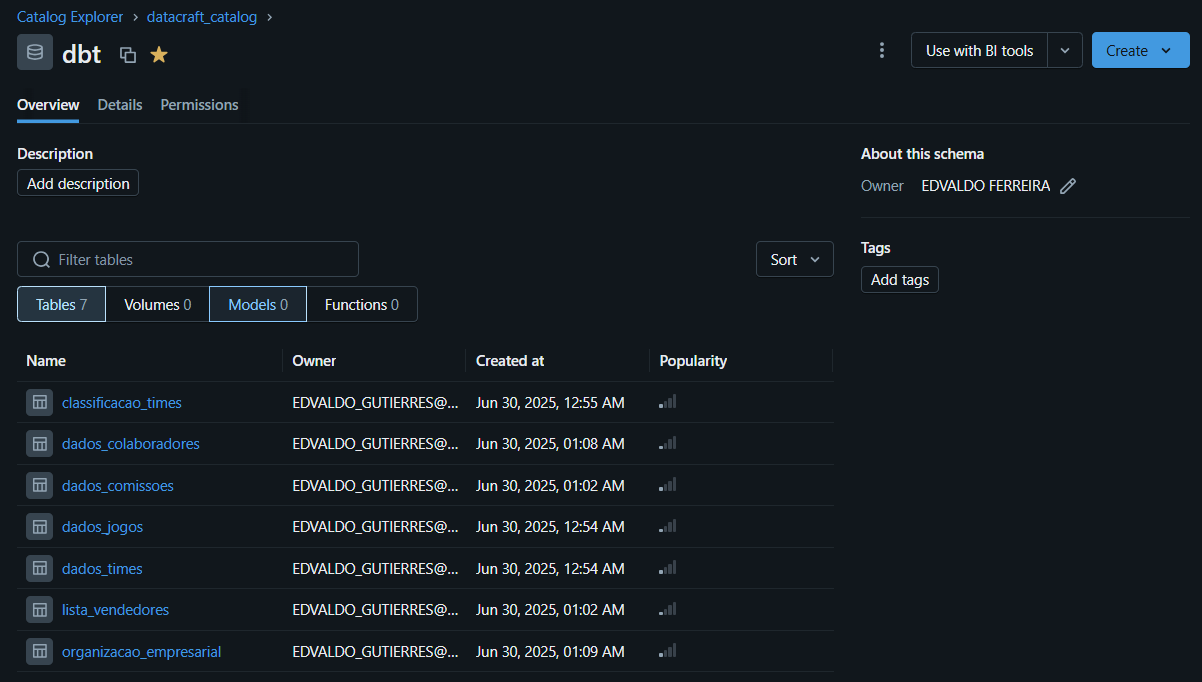 Catalog Explorer > datacraft_catalog >
dbt
Use with BI tools
Create
Overview Details Permissions
Description
Add description
About this schema
Owner EDVALDO FERREIRA
Tags
Add tags
Filter tables
Sort
Tables 7 Volumes 0 Models 0 Functions 0
Name Owner Created at Popularity
classificacao_times EDVALDO_GUTIERRES@... Jun 30, 2025, 12:55 AM
dados_colaboradores EDVALDO_GUTIERRES@... Jun 30, 2025, 01:08 AM
dados_comissoes EDVALDO_GUTIERRES@... Jun 30, 2025, 01:02 AM
dados_jogos EDVALDO_GUTIERRES@... Jun 30, 2025, 12:54 AM
dados_times EDVALDO_GUTIERRES@... Jun 30, 2025, 12:54 AM
lista_vendedores EDVALDO_GUTIERRES@... Jun 30, 2025, 01:02 AM
organizacao_empresarial EDVALDO_GUTIERRES@... Jun 30, 2025, 01:09 AM